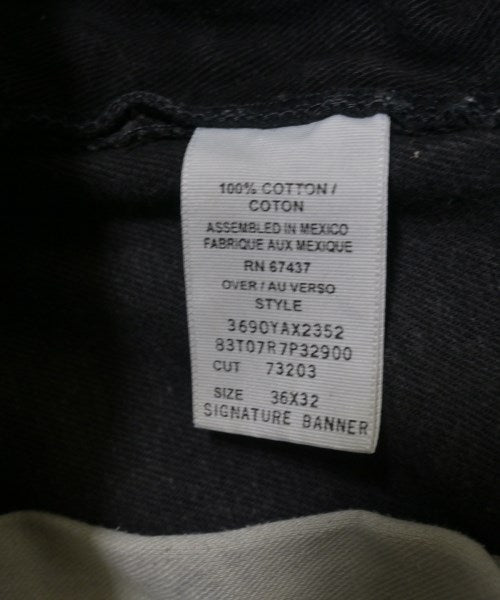 100% COTTON /
COTON
ASSEMBLED IN MEXICO
FABRIQUE AUX MEXIQUE
RN 67437
OVER / AU VERSO
STYLE
3690YAX2352
83T07R7P32900
CUT 73203
SIZE 36X32
SIGNATURE BANNER